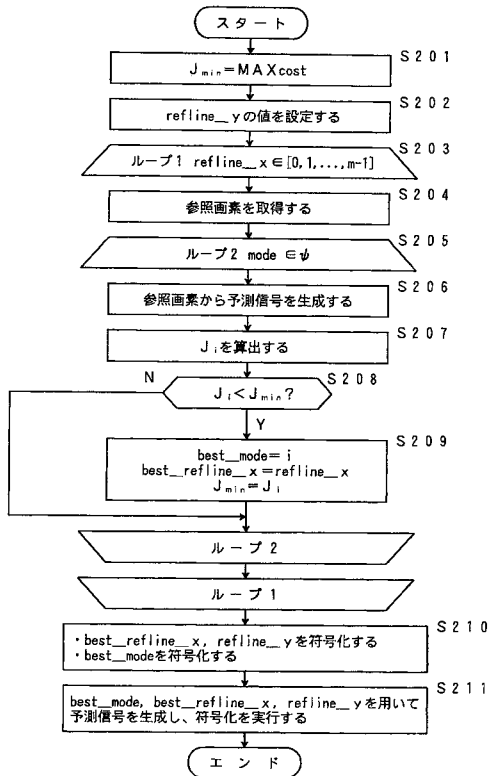 スタート
S201
Jmin=MAXcost
S202
refline_yの値を設定する
S203
ループ1 refline_x∈[0,1,...,m-1]
S204
参照画素を取得する
S205
ループ2 mode∈ψ
S206
参照画素から予測信号を生成する
S207
Jiを算出する
S208
N
Ji<Jmin?
Y
S209
best_mode=i
best_refline_x=refline_x
Jmin=Ji
ループ2
ループ1
S210
・best_refline_x, refline_yを符号化する
・best_modeを符号化する
S211
best_mode, best_refline_x, refline_yを用いて
予測信号を生成し、符号化を実行する
エンド